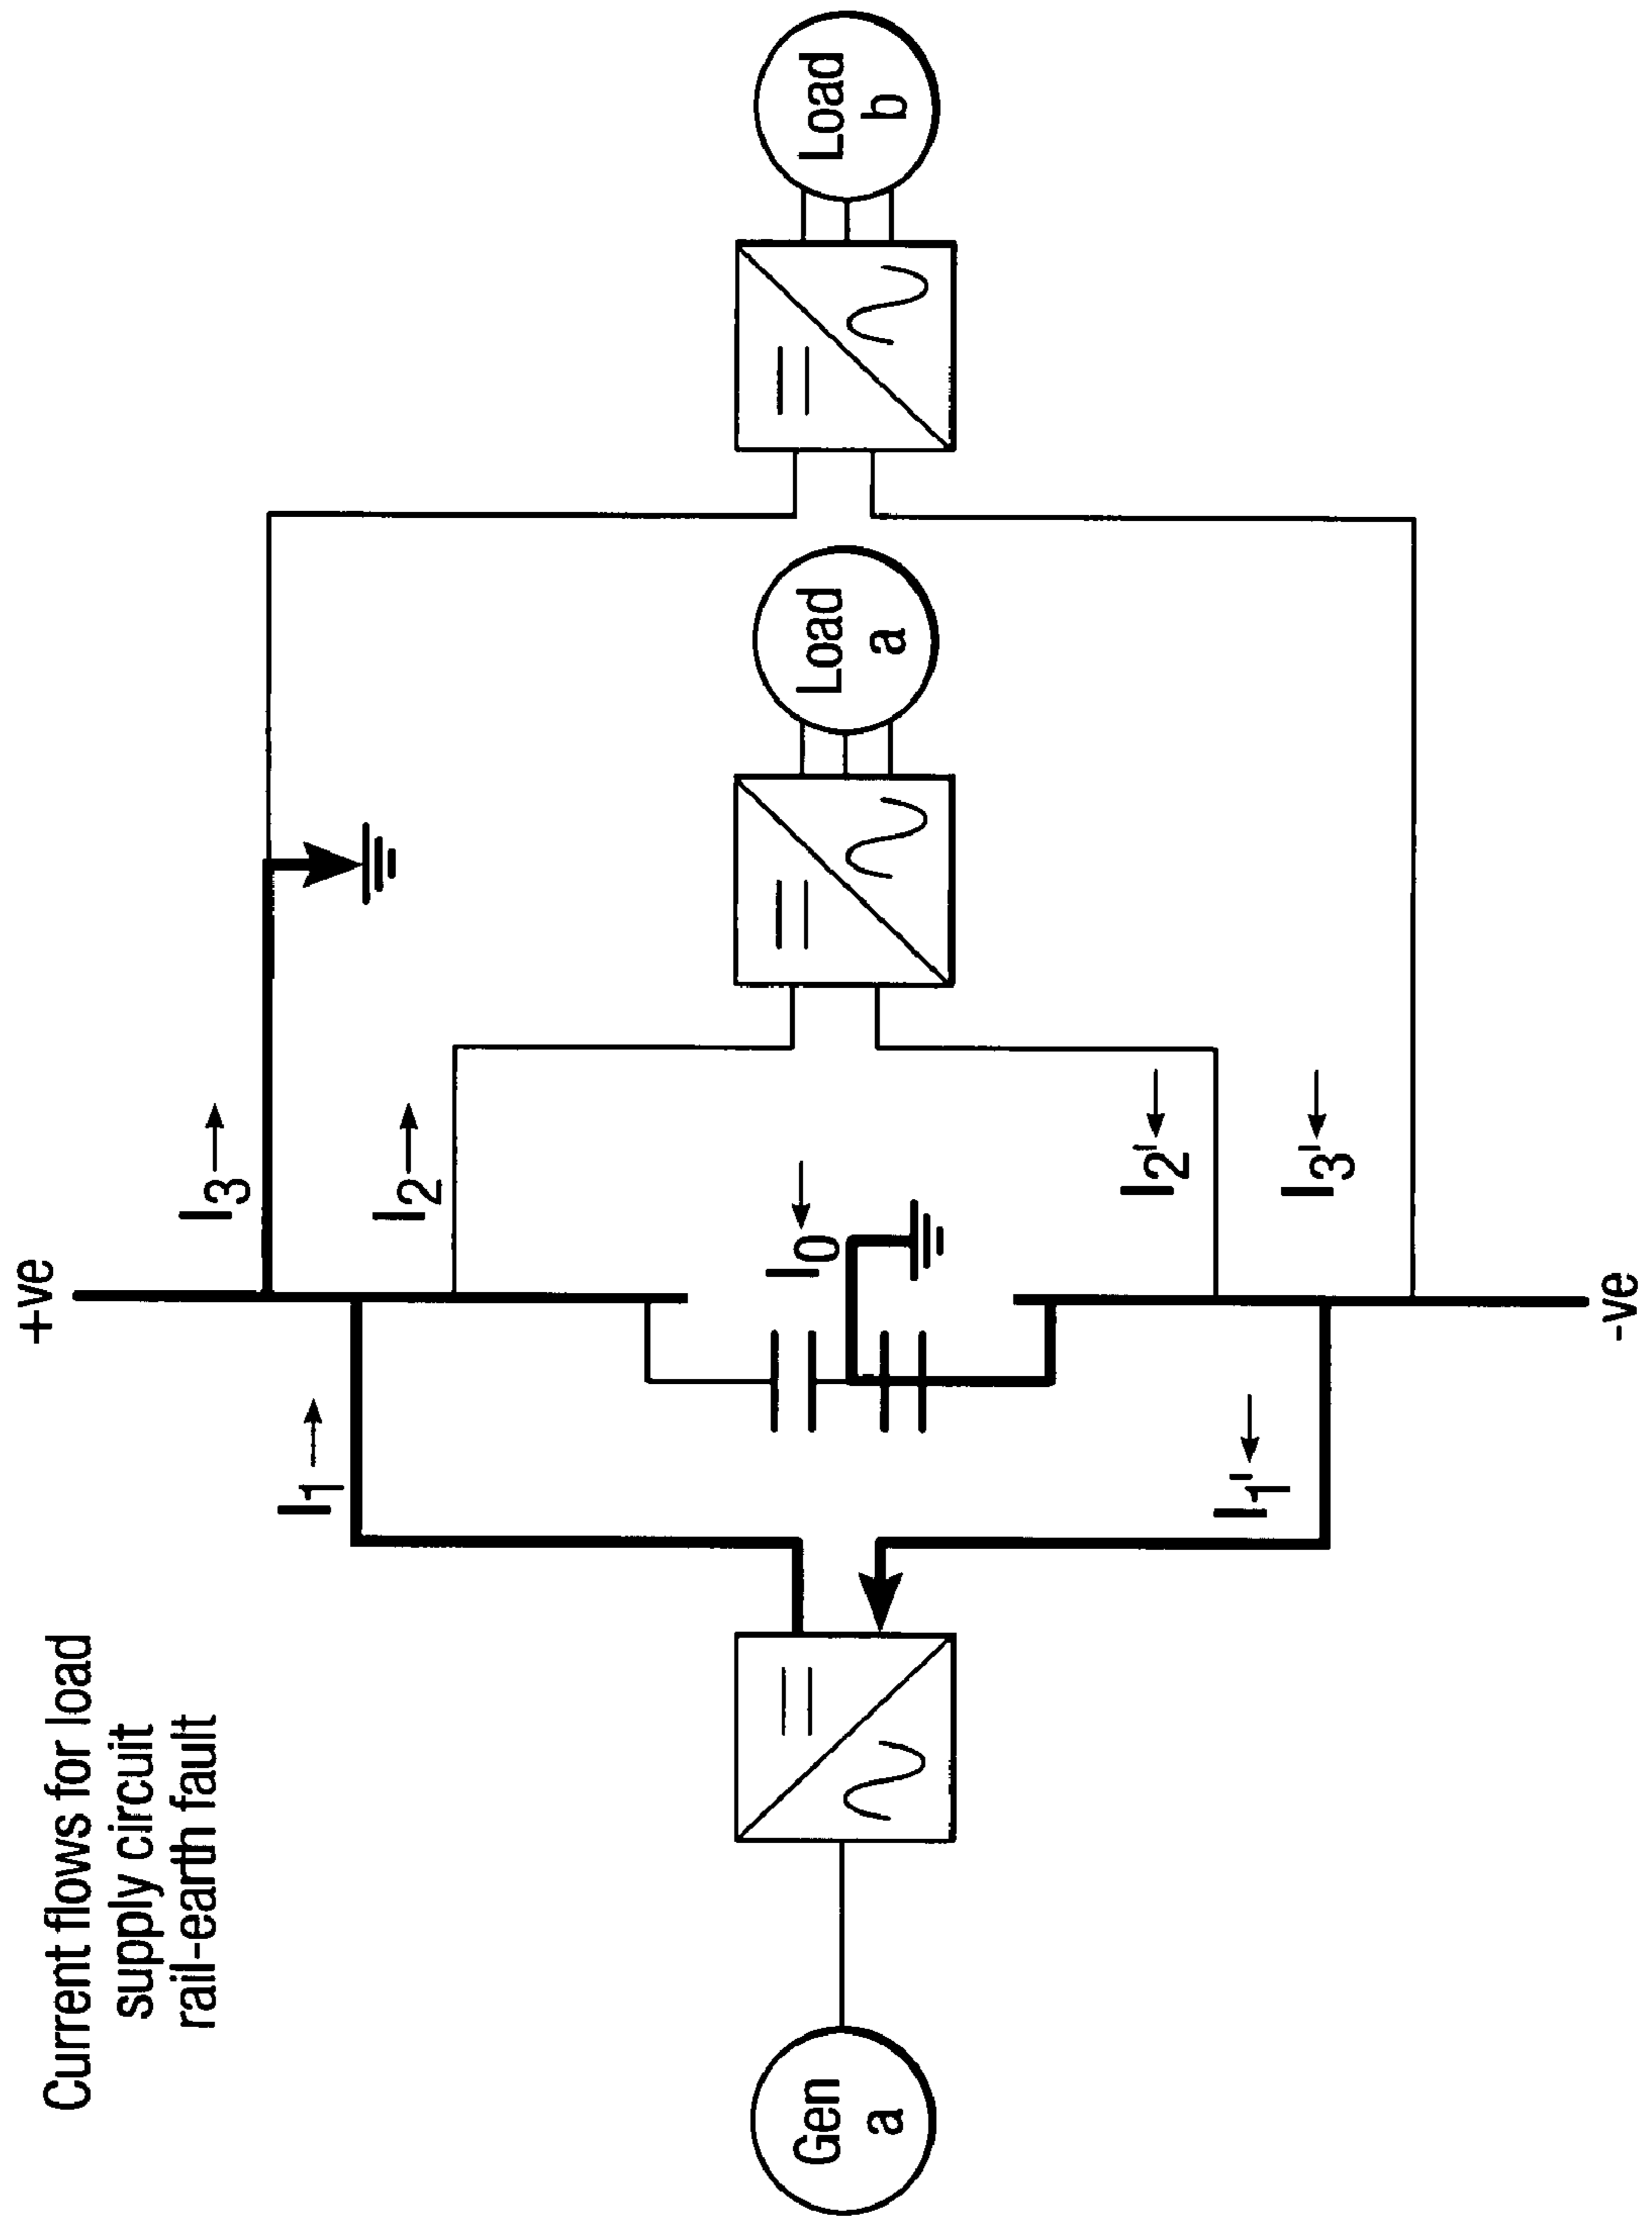 Current flows for load
supply circuit
rail-earth fault
+ve
-ve
I1
I2
I3
I0
I1'
I2'
I3'
Gen
a
Load
a
Load
b